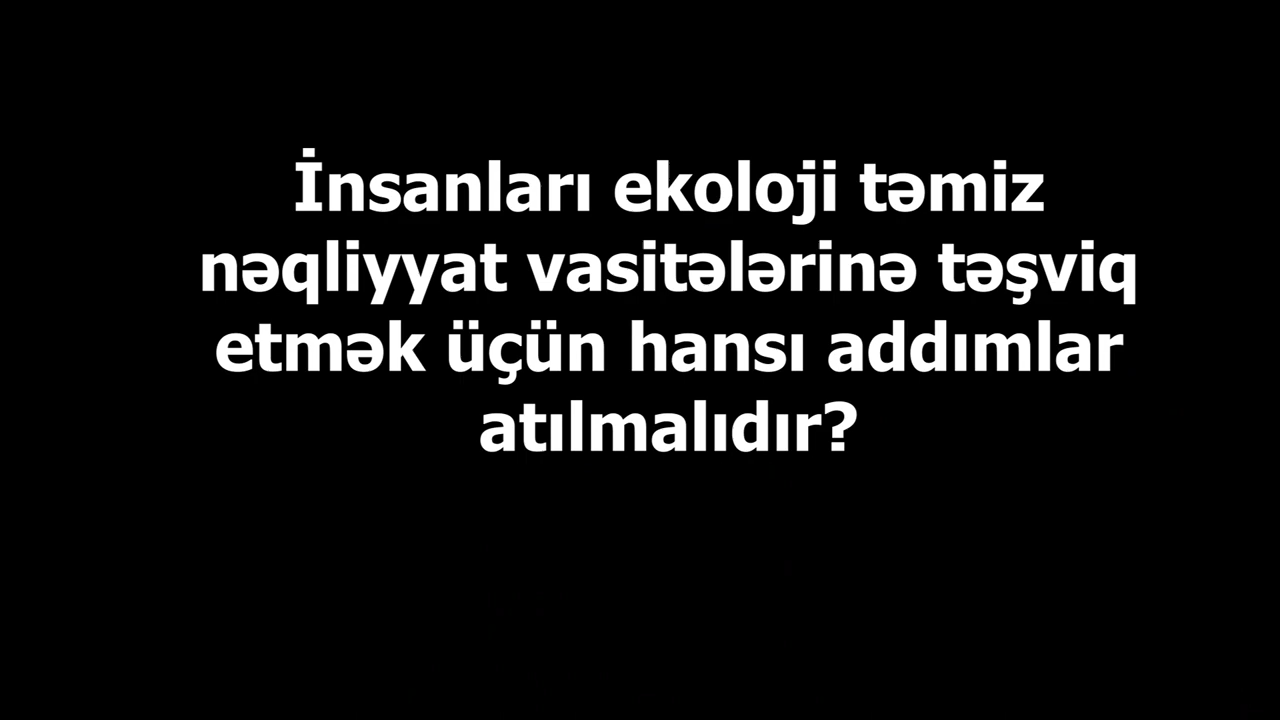 İnsanları ekoloji təmiz
nəqliyyat vasitələrinə təşviq
etmək üçün hansı addımlar
atılmalıdır?